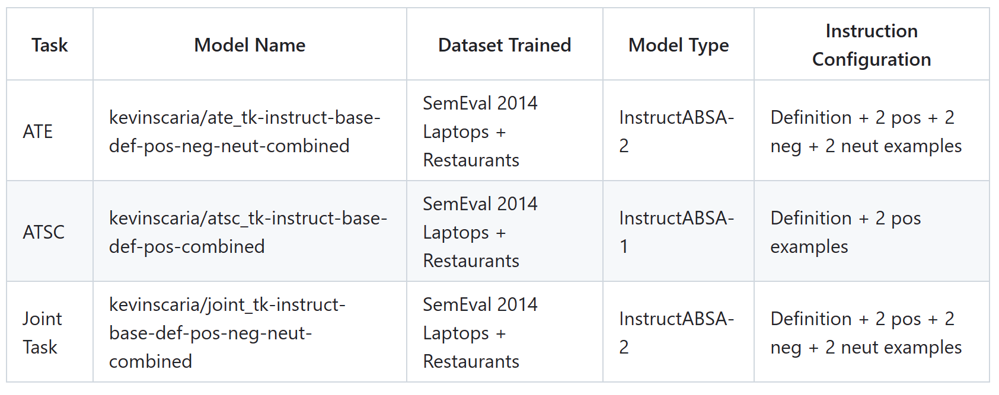 Task Model Name Dataset Trained Model Type Instruction Configuration
ATE
kevinscaria/ate_tk-instruct-base-
def-pos-neg-neut-combined
SemEval 2014
Laptops +
Restaurants
InstructABSA-
2
Definition + 2 pos + 2
neg + 2 neut examples
ATSC
kevinscaria/atsc_tk-instruct-base-
def-pos-combined
SemEval 2014
Laptops +
Restaurants
InstructABSA-
1
Definition + 2 pos
examples
Joint
Task
kevinscaria/joint_tk-instruct-
base-def-pos-neg-neut-
combined
SemEval 2014
Laptops +
Restaurants
InstructABSA-
2
Definition + 2 pos + 2
neg + 2 neut examples